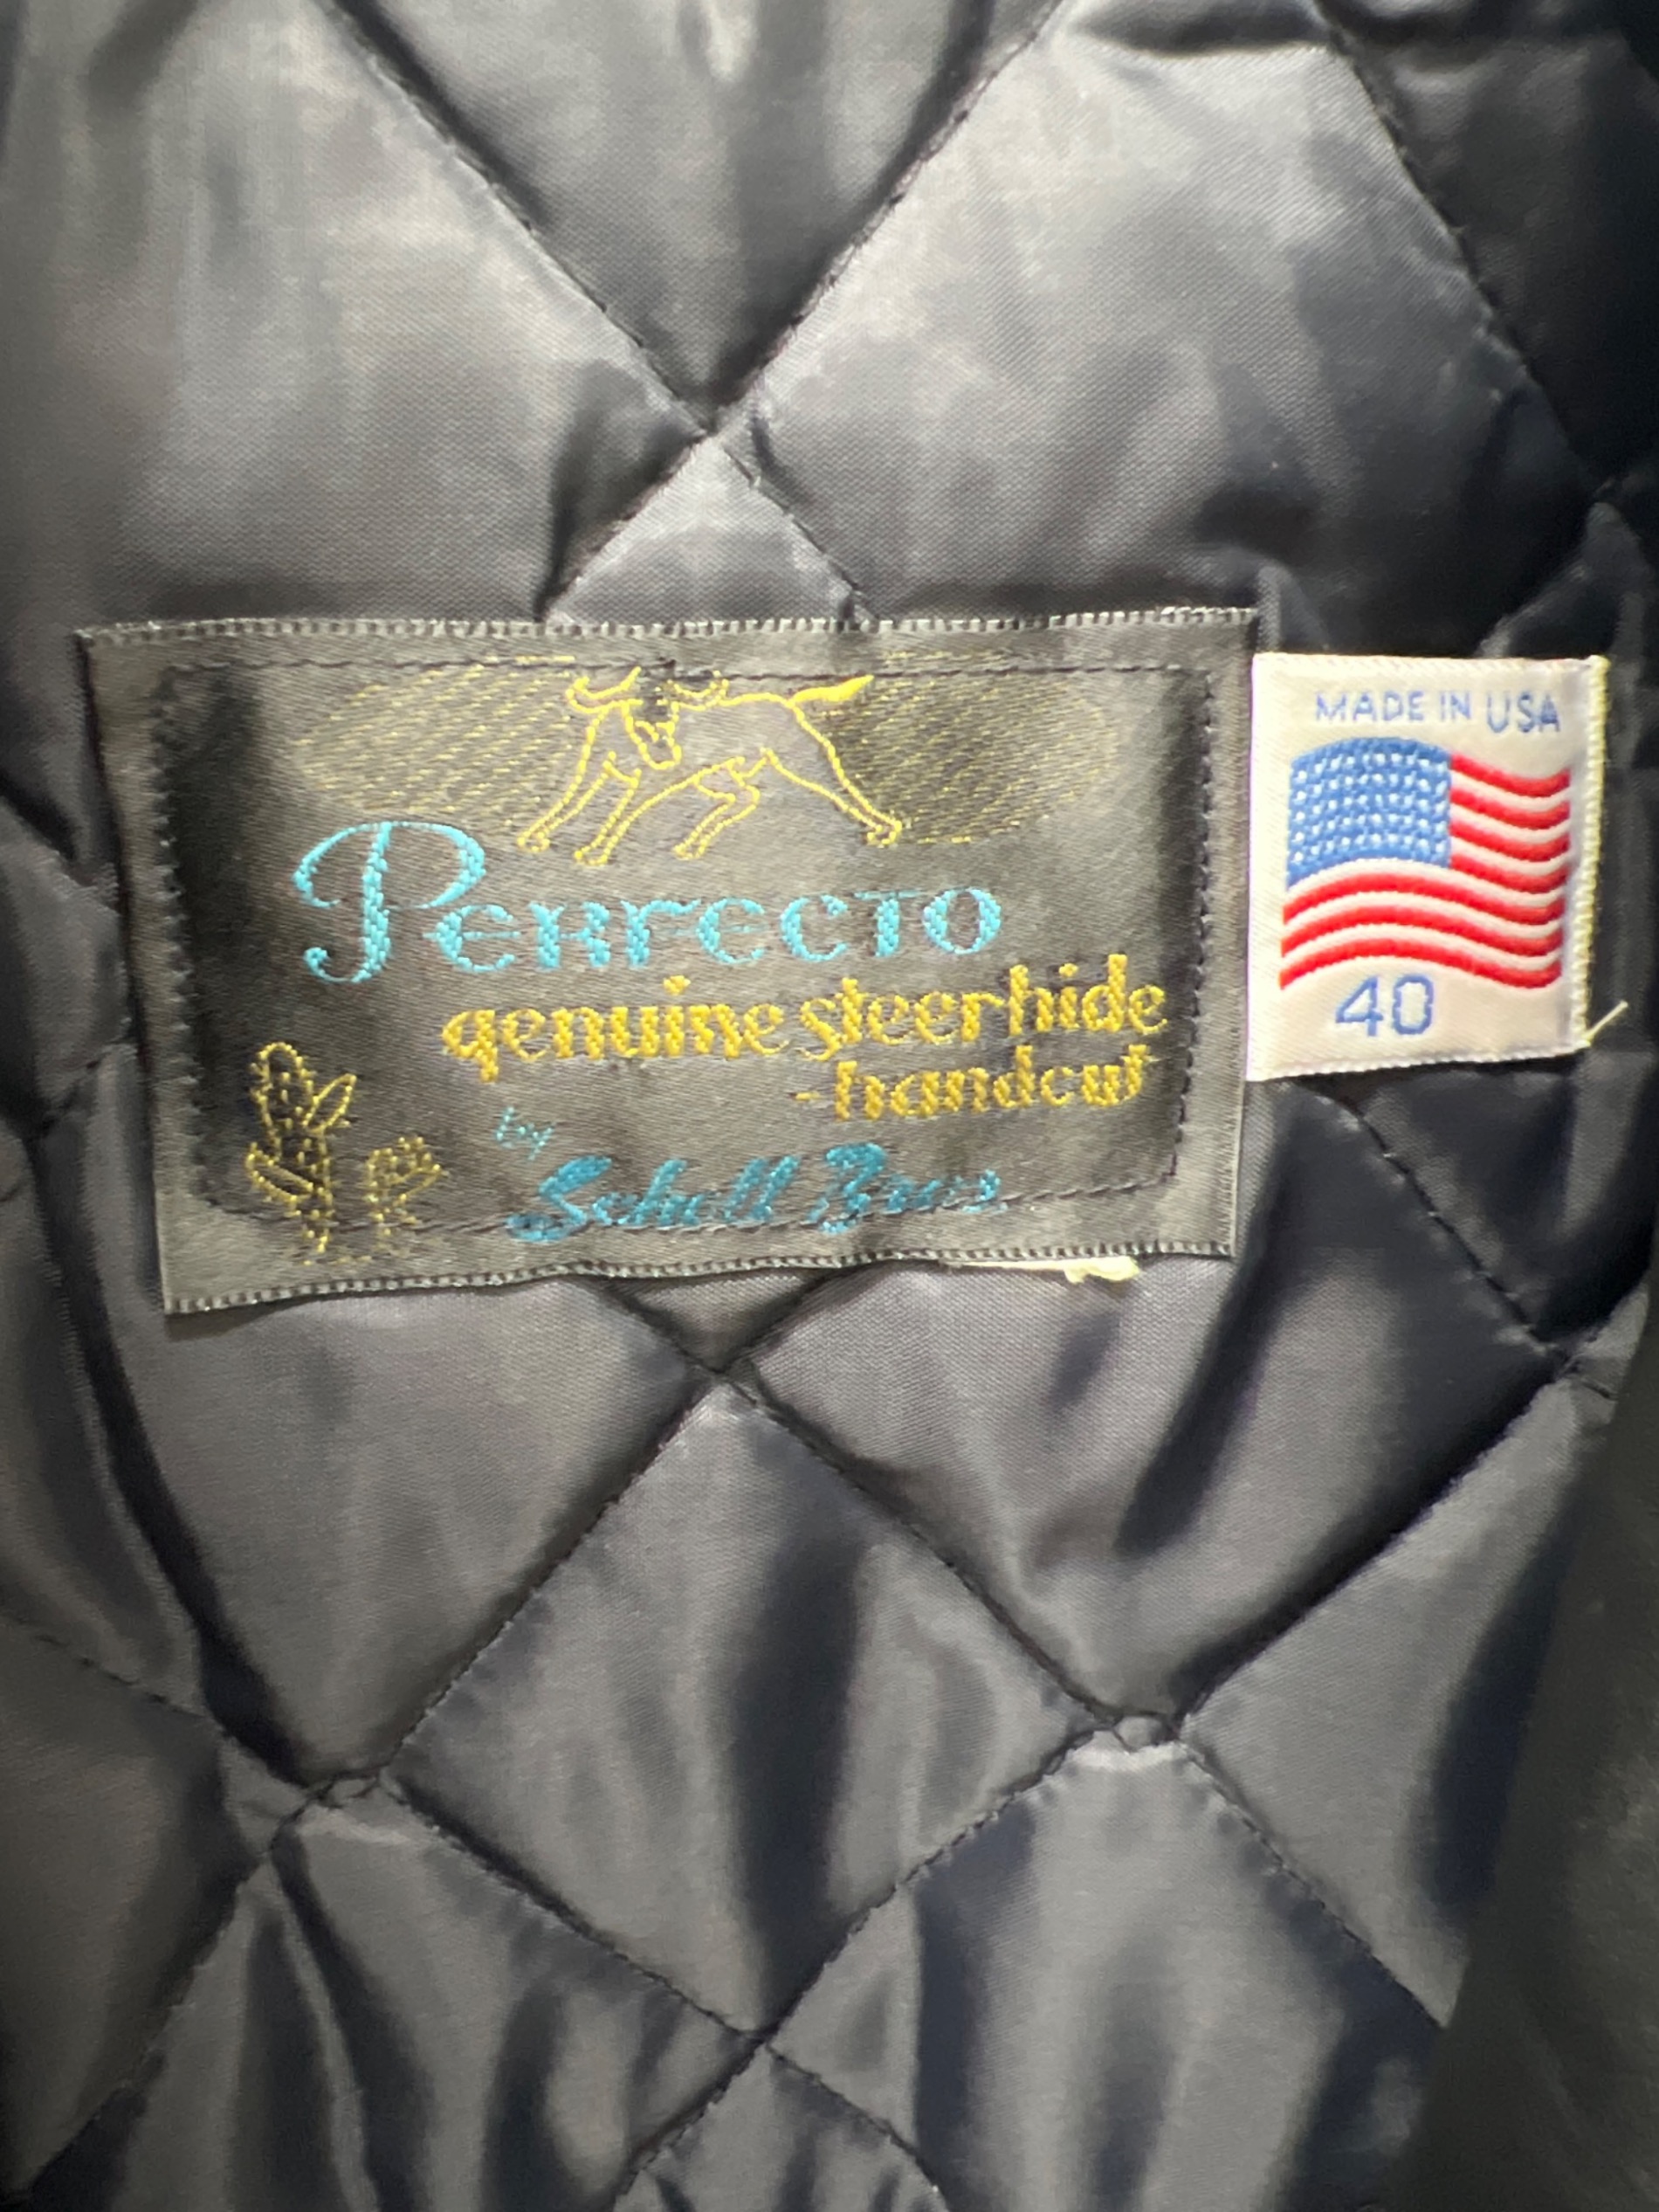 Perfecto
genuine steerhide
-handcut
by
Schott Bros
MADE IN USA
40